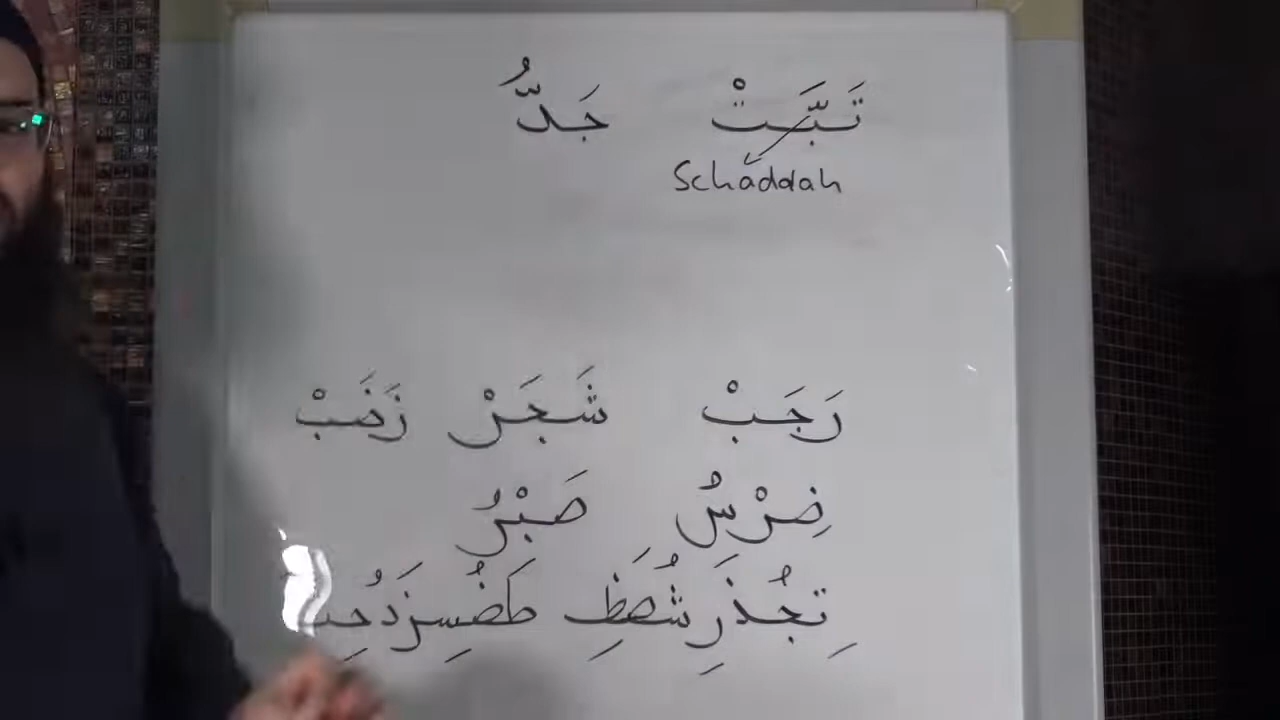 تَبَّتْ جَدُّ
Schaddah
رَجَبْ شَجَرْ زَضَبْ
ضِرْسُ صَبْرُ
تِجُذَرِشُصَظِ